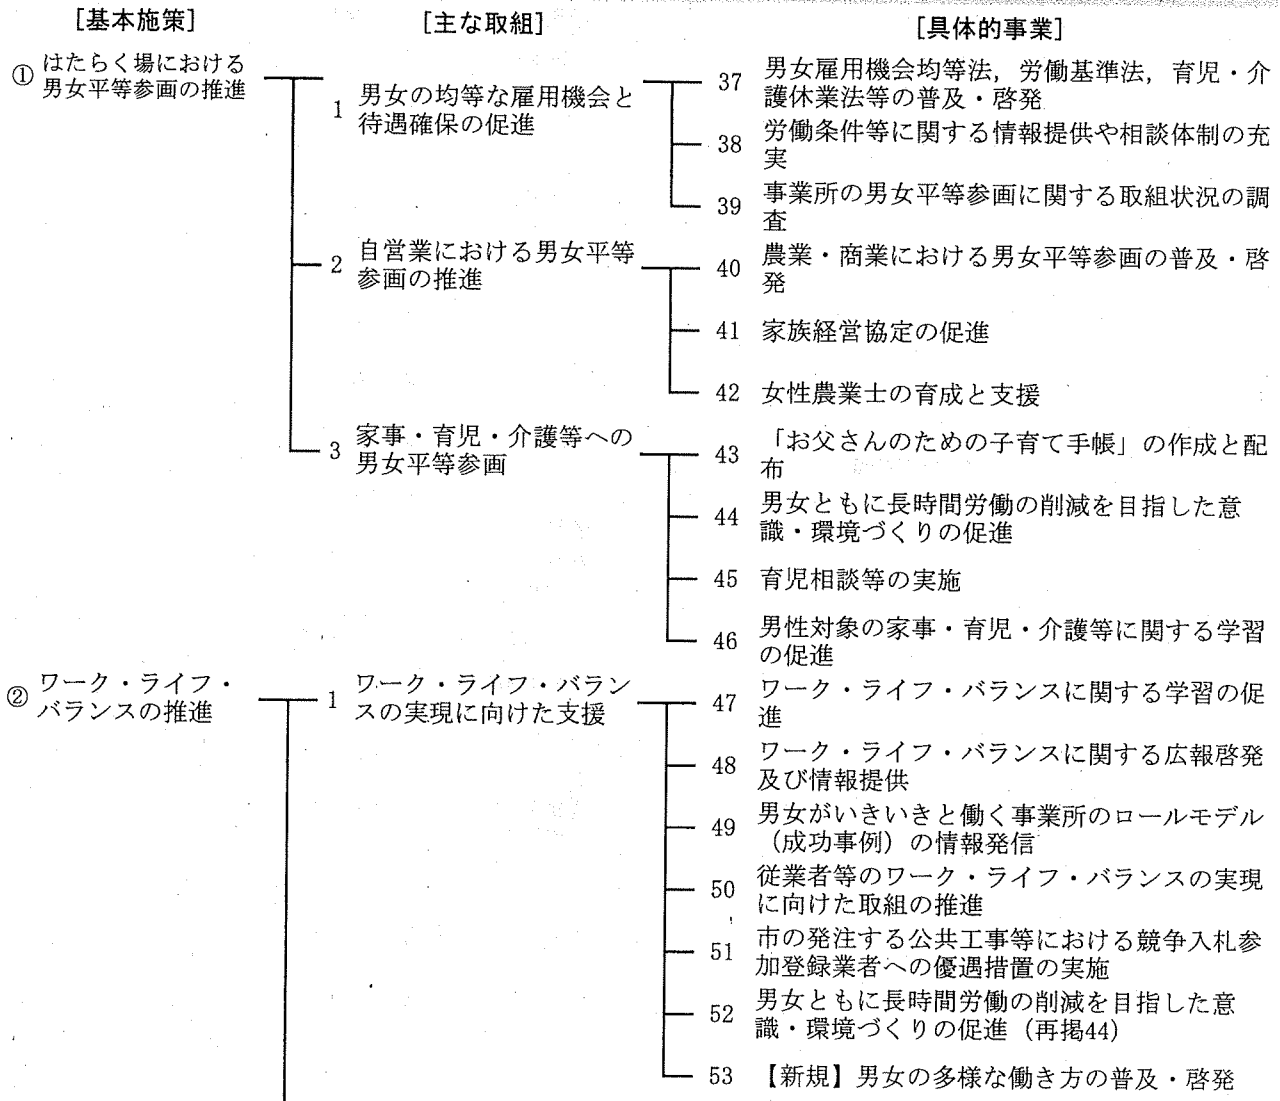 [基本施策]
[主な取組]
[具体的事業]
① はたらく場における
男女平等参画の推進
1 男女の均等な雇用機会と
待遇確保の促進
37 男女雇用機会均等法，労働基準法，育児・介
護休業法等の普及・啓発
38 労働条件等に関する情報提供や相談体制の充
実
39 事業所の男女平等参画に関する取組状況の調
査
2 自営業における男女平等
参画の推進
40 農業・商業における男女平等参画の普及・啓
発
41 家族経営協定の促進
42 女性農業士の育成と支援
3 家事・育児・介護等への
男女平等参画
43 「お父さんのための子育て手帳」の作成と配
布
44 男女ともに長時間労働の削減を目指した意
識・環境づくりの促進
45 育児相談等の実施
46 男性対象の家事・育児・介護等に関する学習
の促進
② ワーク・ライフ・
バランスの推進
1 ワーク・ライフ・バラン
スの実現に向けた支援
47 ワーク・ライフ・バランスに関する学習の促
進
48 ワーク・ライフ・バランスに関する広報啓発
及び情報提供
49 男女がいきいきと働く事業所のロールモデル
（成功事例）の情報発信
50 従業者等のワーク・ライフ・バランスの実現
に向けた取組の推進
51 市の発注する公共工事等における競争入札参
加登録業者への優遇措置の実施
52 男女ともに長時間労働の削減を目指した意
識・環境づくりの促進（再掲44）
53 【新規】男女の多様な働き方の普及・啓発